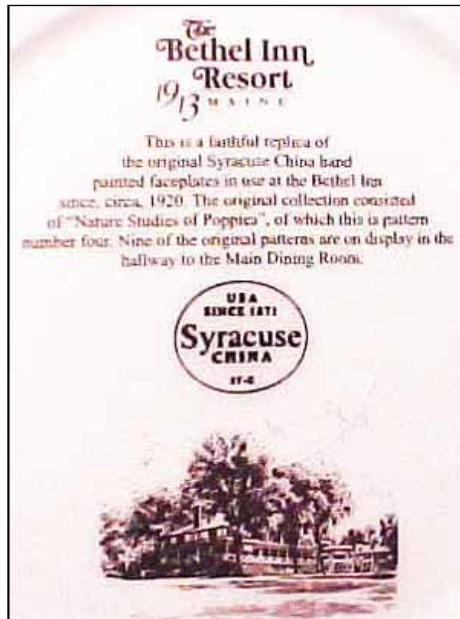 The
Bethel Inn
Resort
1913 MAINE
This is a faithful replica of
the original Syracuse China hand
painted faceplates in use at the Bethel Inn
since, circa, 1920. The original collection consisted
of "Nature Studies of Poppies", of which this is pattern
number four. Nine of the original patterns are on display in the
hallway to the Main Dining Room.
USA
SINCE 1871
Syracuse
CHINA